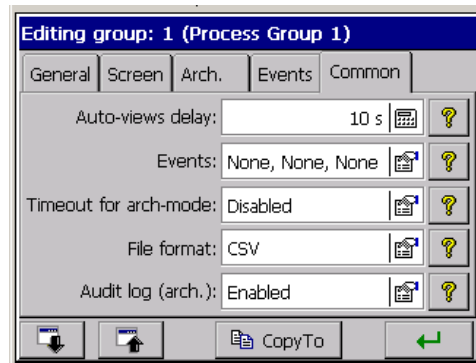 Editing group: 1 (Process Group 1)
General Screen Arch. Events Common
Auto-views delay: 10 s
Events: None, None, None
Timeout for arch-mode: Disabled
File format: CSV
Audit log (arch.): Enabled
CopyTo